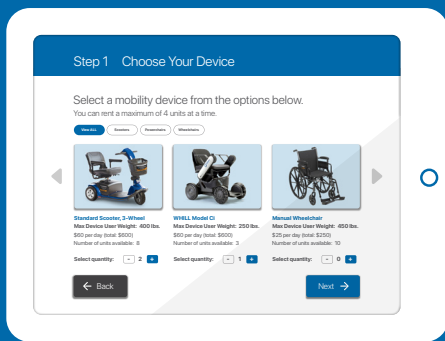 Step 1 Choose Your Device
Select a mobility device from the options below.
You can rent a maximum of 4 units at a time.
View ALL Scooters Powerchairs Wheelchairs
Standard Scooter, 3-Wheel
Max Device User Weight: 400 lbs.
$60 per day (total: $600)
Number of units available: 8
Select quantity: - 2 +
WHILL Model Ci
Max Device User Weight: 250 lbs.
$60 per day (total: $600)
Number of units available: 3
Select quantity: - 1 +
Manual Wheelchair
Max Device User Weight: 450 lbs.
$25 per day (total: $250)
Number of units available: 10
Select quantity: - 0 +
← Back
Next →